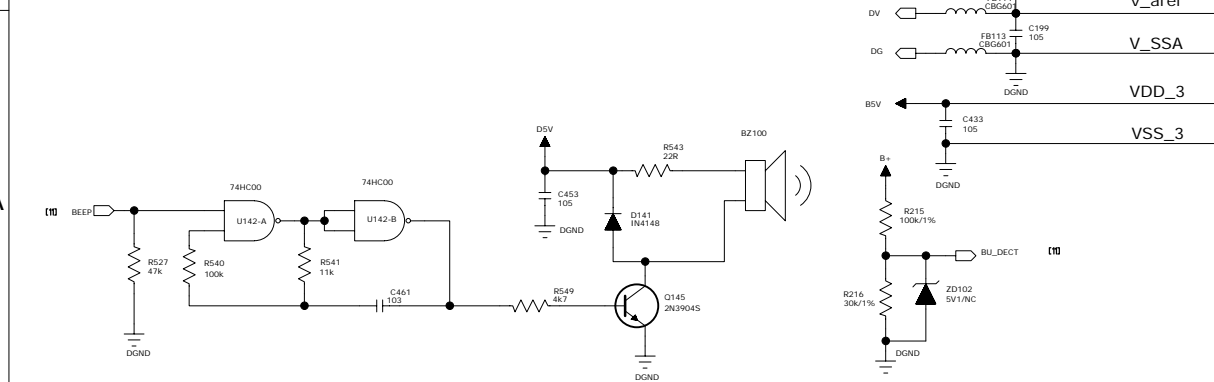 V_aref
DV
CBG601
C199
105
FB113
CBG601
V_SSA
DG
DGND
VDD_3
B5V
C433
105
VSS_3
DGND
D5V
BZ100
R543
22R
C453
105
DGND
D141
IN4148
74HC00
74HC00
A
[11]
BEEP
U142-A
U142-B
R527
47k
R540
100k
R541
11k
C461
103
R549
4k7
Q145
2N3904S
DGND
DGND
B+
R215
100k/1%
BU_DECT
[11]
R216
30k/1%
ZD102
5V1/NC
DGND